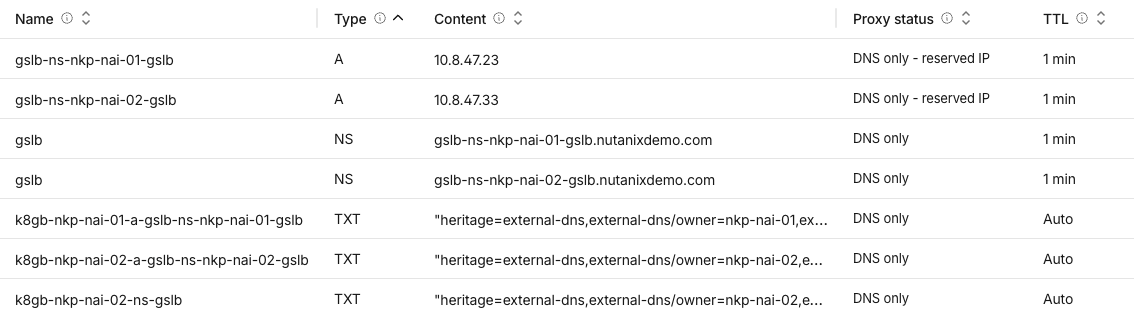 Name Type Content Proxy status TTL
gslb-ns-nkp-nai-01-gslb A 10.8.47.23 DNS only - reserved IP 1 min
gslb-ns-nkp-nai-02-gslb A 10.8.47.33 DNS only - reserved IP 1 min
gslb NS gslb-ns-nkp-nai-01-gslb.nutanixdemo.com DNS only 1 min
gslb NS gslb-ns-nkp-nai-02-gslb.nutanixdemo.com DNS only 1 min
k8gb-nkp-nai-01-a-gslb-ns-nkp-nai-01-gslb TXT "heritage=external-dns,external-dns/owner=nkp-nai-01,ex... DNS only Auto
k8gb-nkp-nai-02-a-gslb-ns-nkp-nai-02-gslb TXT "heritage=external-dns,external-dns/owner=nkp-nai-02,e... DNS only Auto
k8gb-nkp-nai-02-ns-gslb TXT "heritage=external-dns,external-dns/owner=nkp-nai-02,e... DNS only Auto